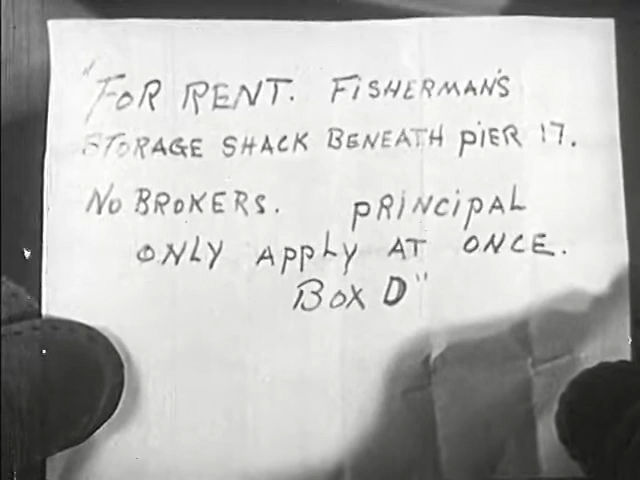 "FOR RENT. FISHERMAN'S
STORAGE SHACK BENEATH PIER 17.
NO BROKERS. PRINCIPAL
ONLY APPLY AT ONCE.
BOX D"